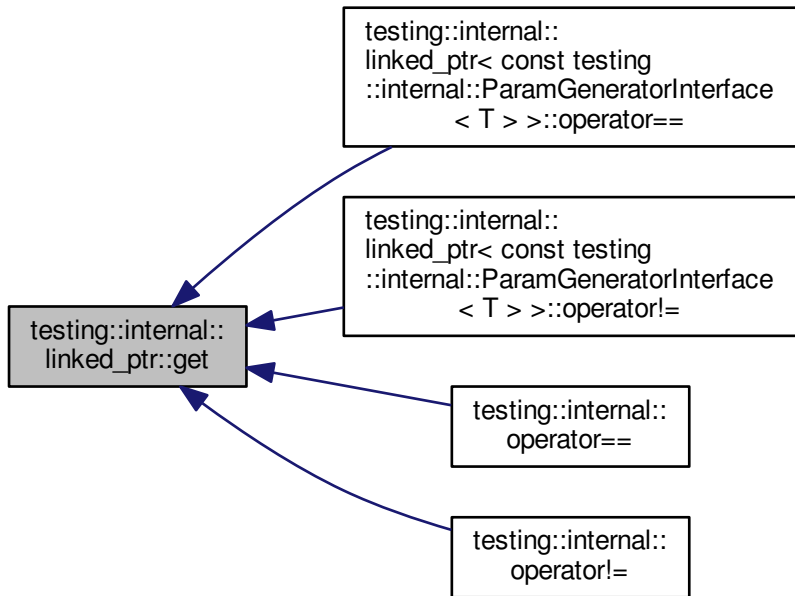 testing::internal::
linked_ptr< const testing
::internal::ParamGeneratorInterface
< T > >::operator==
testing::internal::
linked_ptr< const testing
::internal::ParamGeneratorInterface
< T > >::operator!=
testing::internal::
linked_ptr::get
testing::internal::
operator==
testing::internal::
operator!=